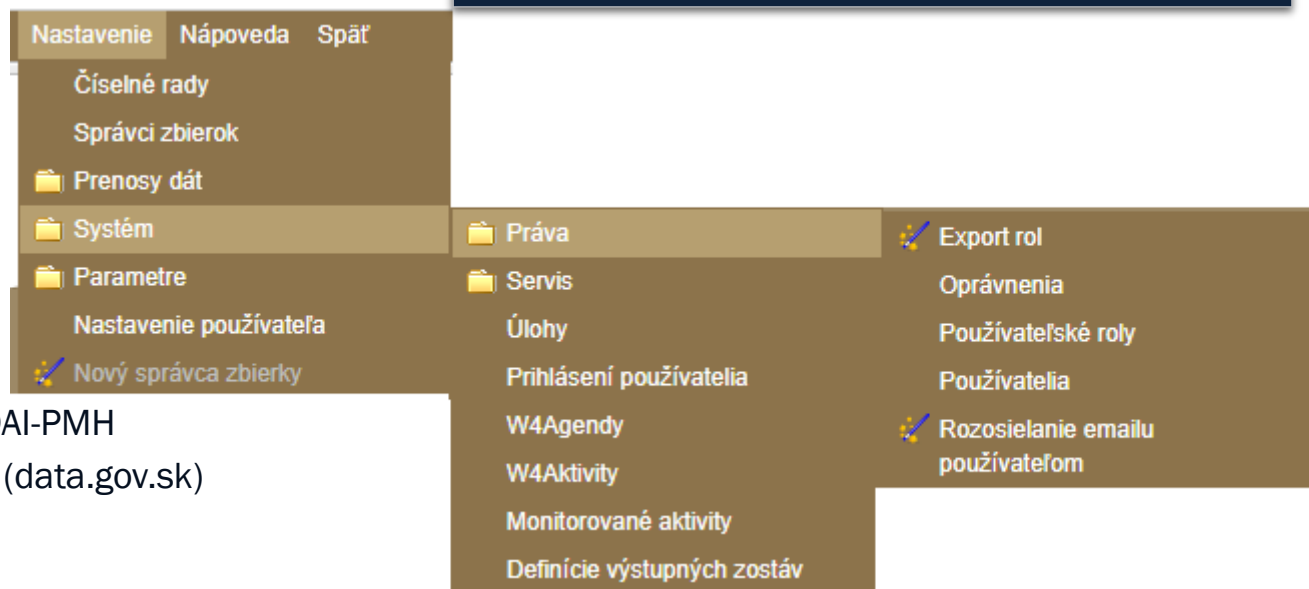 Nastavenie Nápoveda Späť
Číselné rady
Správci zbierok
Prenosy dát
Systém
Parametre
Nastavenie používateľa
Nový správca zbierky
Práva
Servis
Úlohy
Prihlásení používatelia
W4Agendy
W4Aktivity
Monitorované aktivity
Definície výstupných zostáv
Export rol
Oprávnenia
Používateľské roly
Používatelia
Rozosielanie emailu
používateľom
AI-PMH
(data.gov.sk)